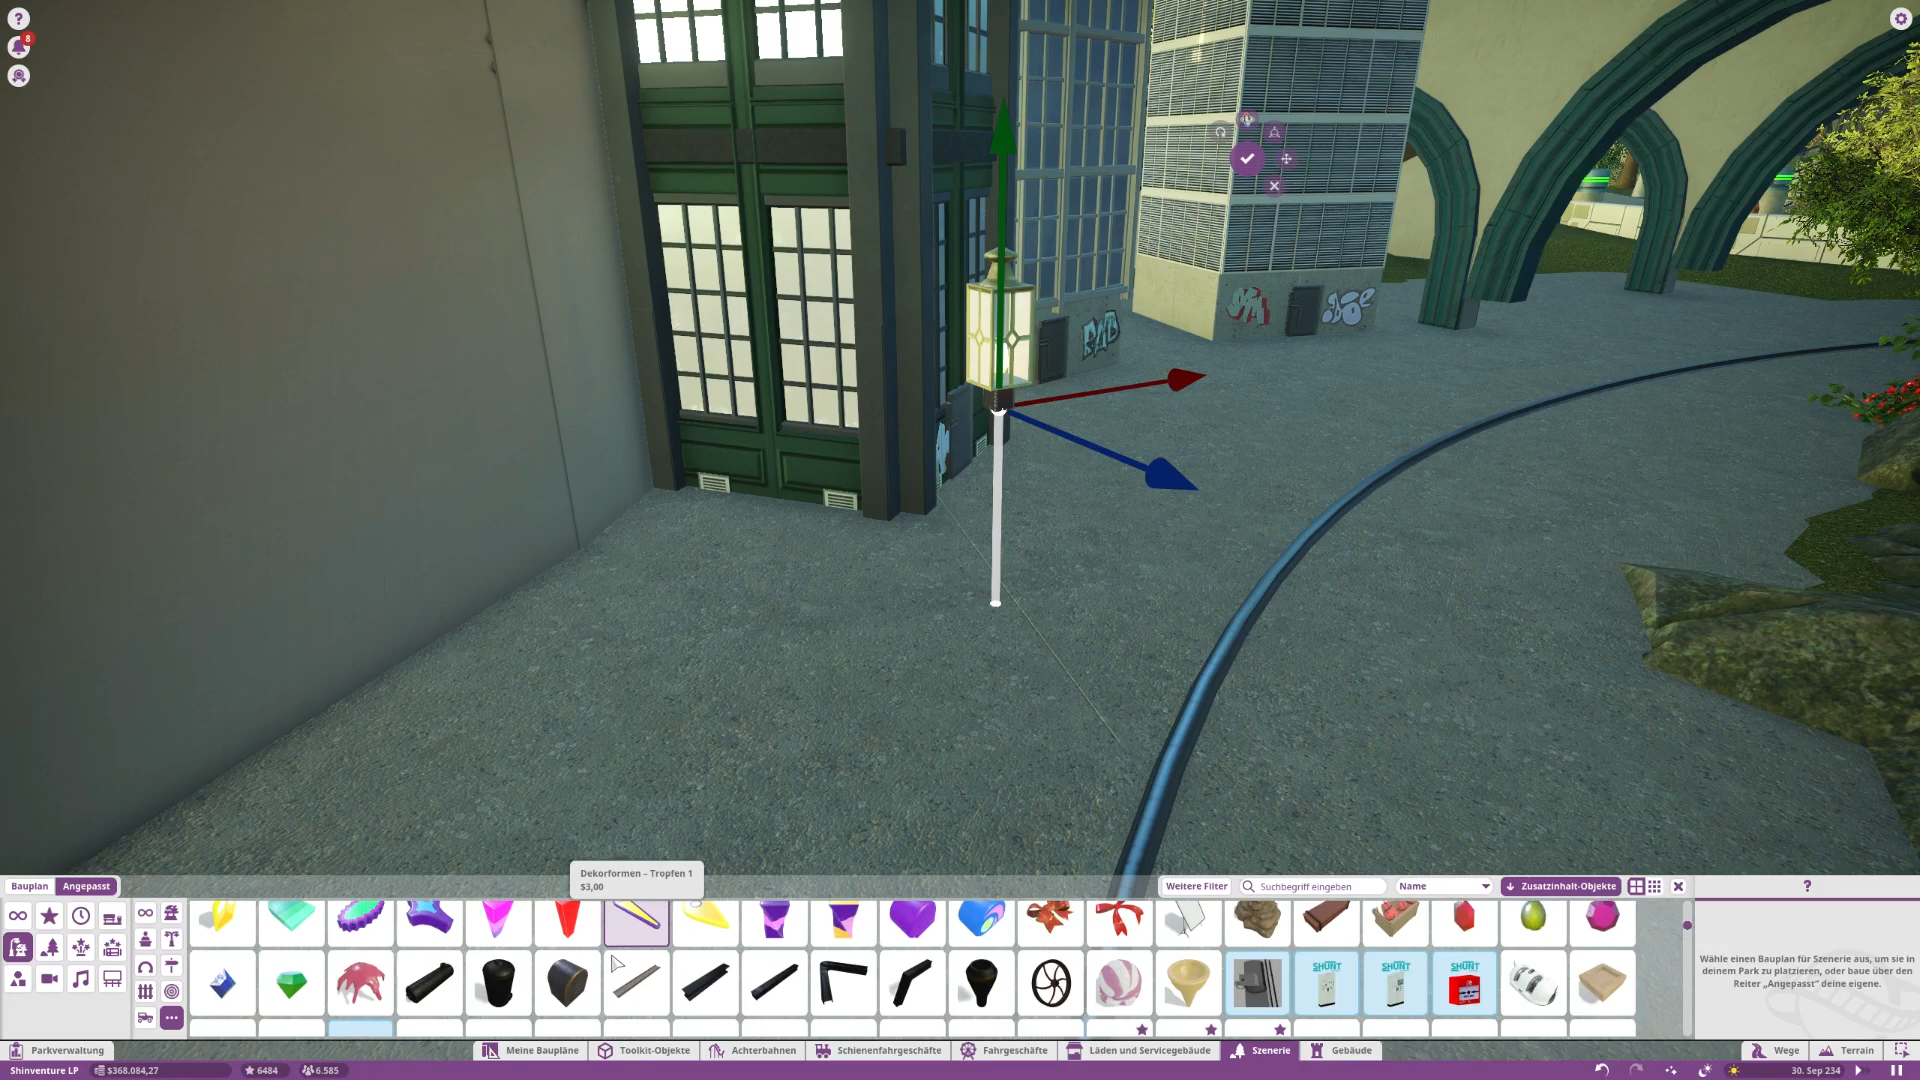 ?
8
Dekorformen – Tropfen 1
$3,00
Bauplan
Angepasst
Weitere Filter
Suchbegriff eingeben
Name
Zusatzinhalt-Objekte
?
SHUNT
SHUNT
SHUNT
Wähle einen Bauplan für Szenerie aus, um sie in
deinem Park zu platzieren, oder baue über den
Reiter „Angepasst“ deine eigene.
Parkverwaltung
Meine Baupläne
Toolkit-Objekte
Achterbahnen
Schienenfahrgeschäfte
Fahrgeschäfte
Läden und Servicegebäude
Szenerie
Gebäude
Wege
Terrain
Shinventure LP
$368.084,27
6484
6.585
30. Sep 234